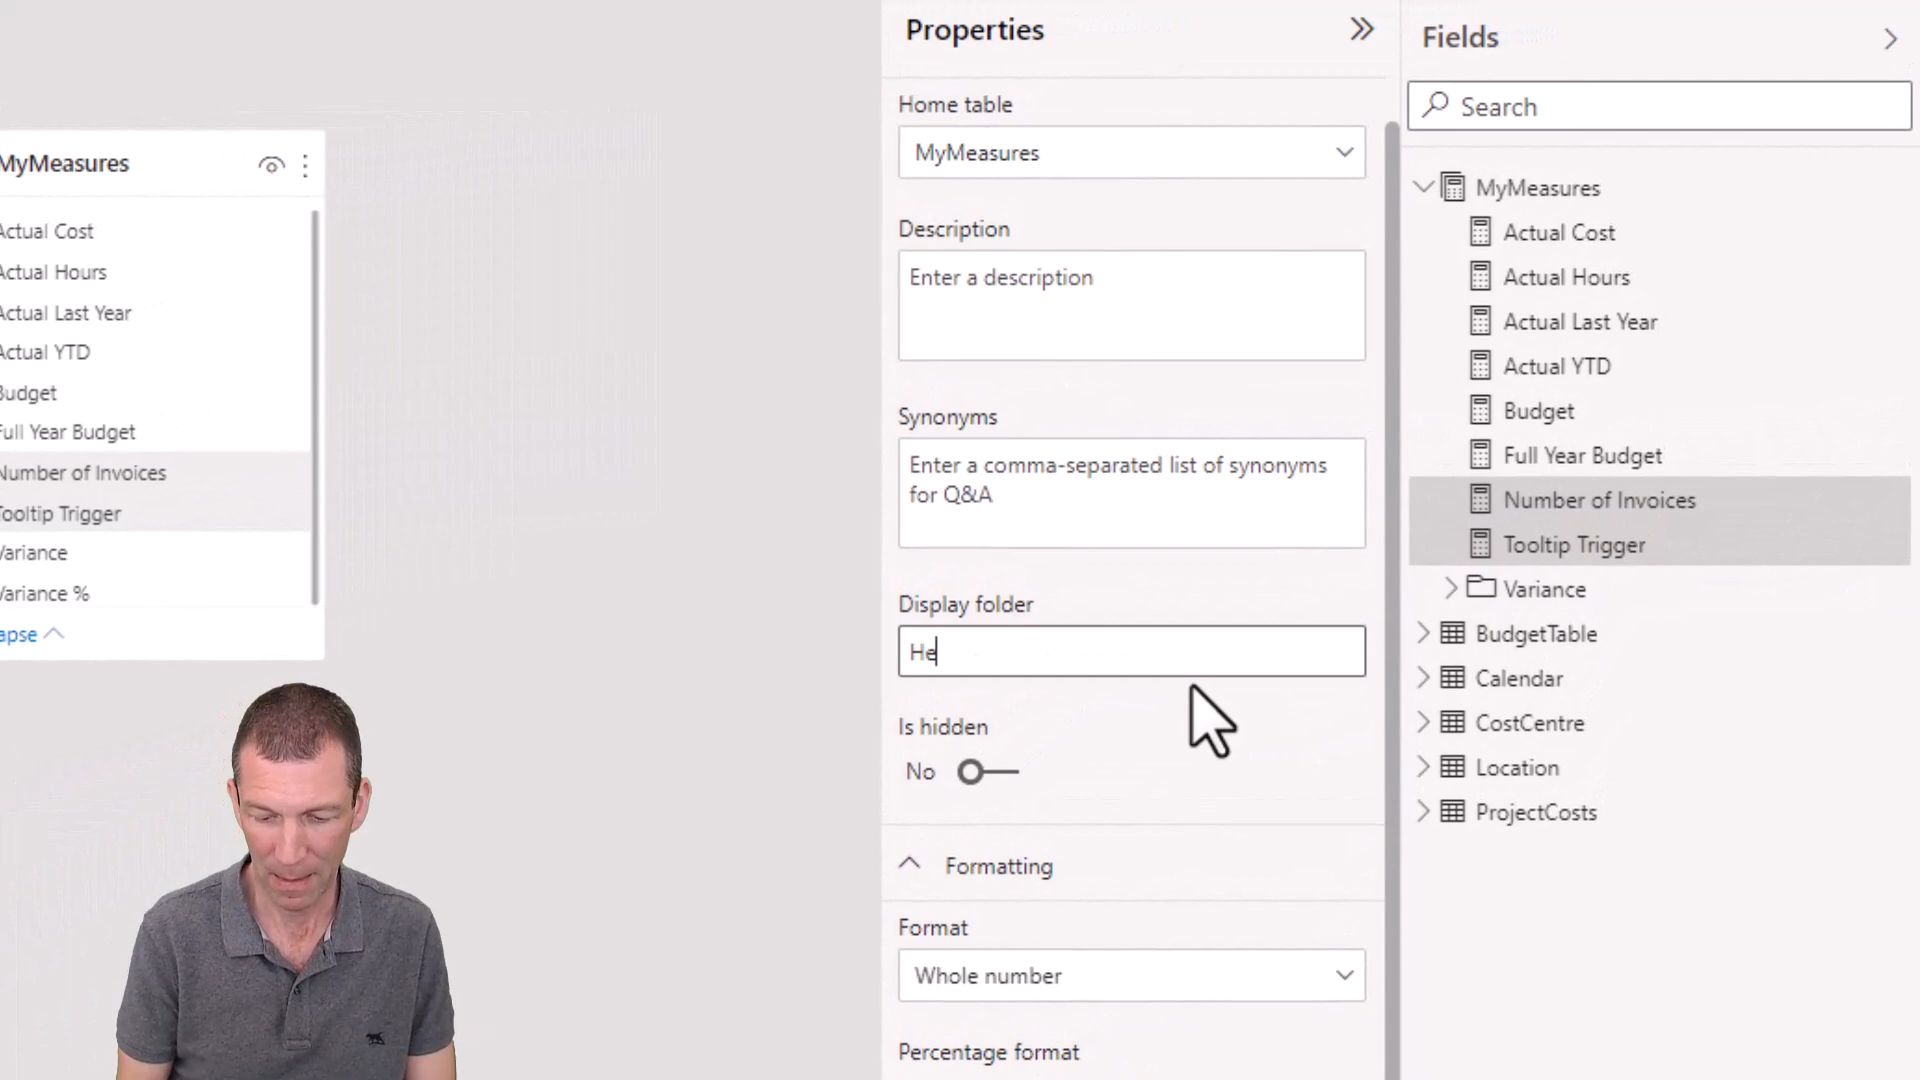 MyMeasures
Actual Cost
Actual Hours
Actual Last Year
Actual YTD
Budget
Full Year Budget
Number of Invoices
Tooltip Trigger
Variance
Variance %
apse
Properties
Home table
MyMeasures
Description
Enter a description
Synonyms
Enter a comma-separated list of synonyms
for Q&A
Display folder
He
Is hidden
No
Formatting
Format
Whole number
Percentage format
Fields
Search
MyMeasures
Actual Cost
Actual Hours
Actual Last Year
Actual YTD
Budget
Full Year Budget
Number of Invoices
Tooltip Trigger
Variance
BudgetTable
Calendar
CostCentre
Location
ProjectCosts